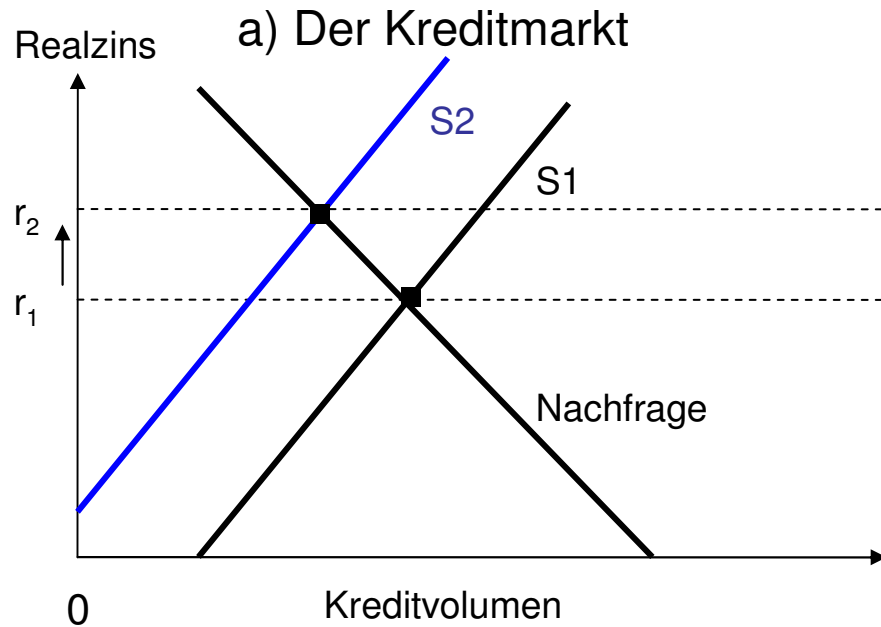 a) Der Kreditmarkt
Realzins
S2
S1
r2
r1
Nachfrage
0
Kreditvolumen